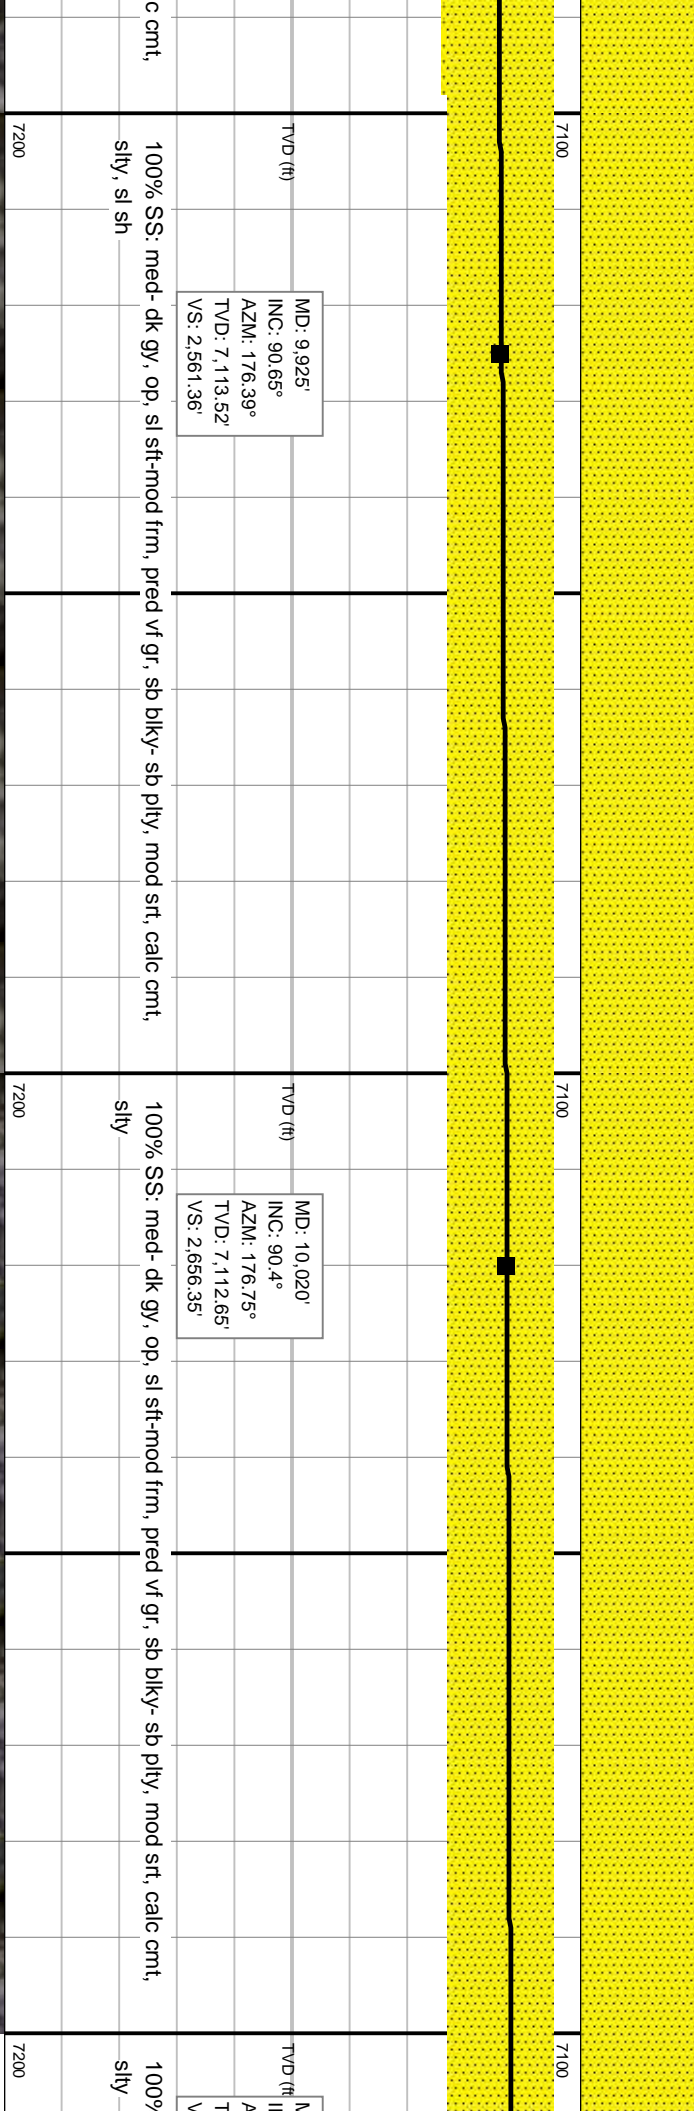 c cmt,
7100
TVD (ft)
7200
100% SS: med- dk gy, op, sl sft-mod frm, pred vf gr, sb blky- sb plty, mod srt, calc cmt,
slty, sl sh
MD: 9,925'
INC: 90.65°
AZM: 176.39°
TVD: 7,113.52'
VS: 2,561.36'
7100
TVD (ft)
7200
100% SS: med- dk gy, op, sl sft-mod frm, pred vf gr, sb blky- sb plty, mod srt, calc cmt,
slty
MD: 10,020'
INC: 90.4°
AZM: 176.75°
TVD: 7,112.65'
VS: 2,656.35'
7100
TVD (ft
7200
100%
slty